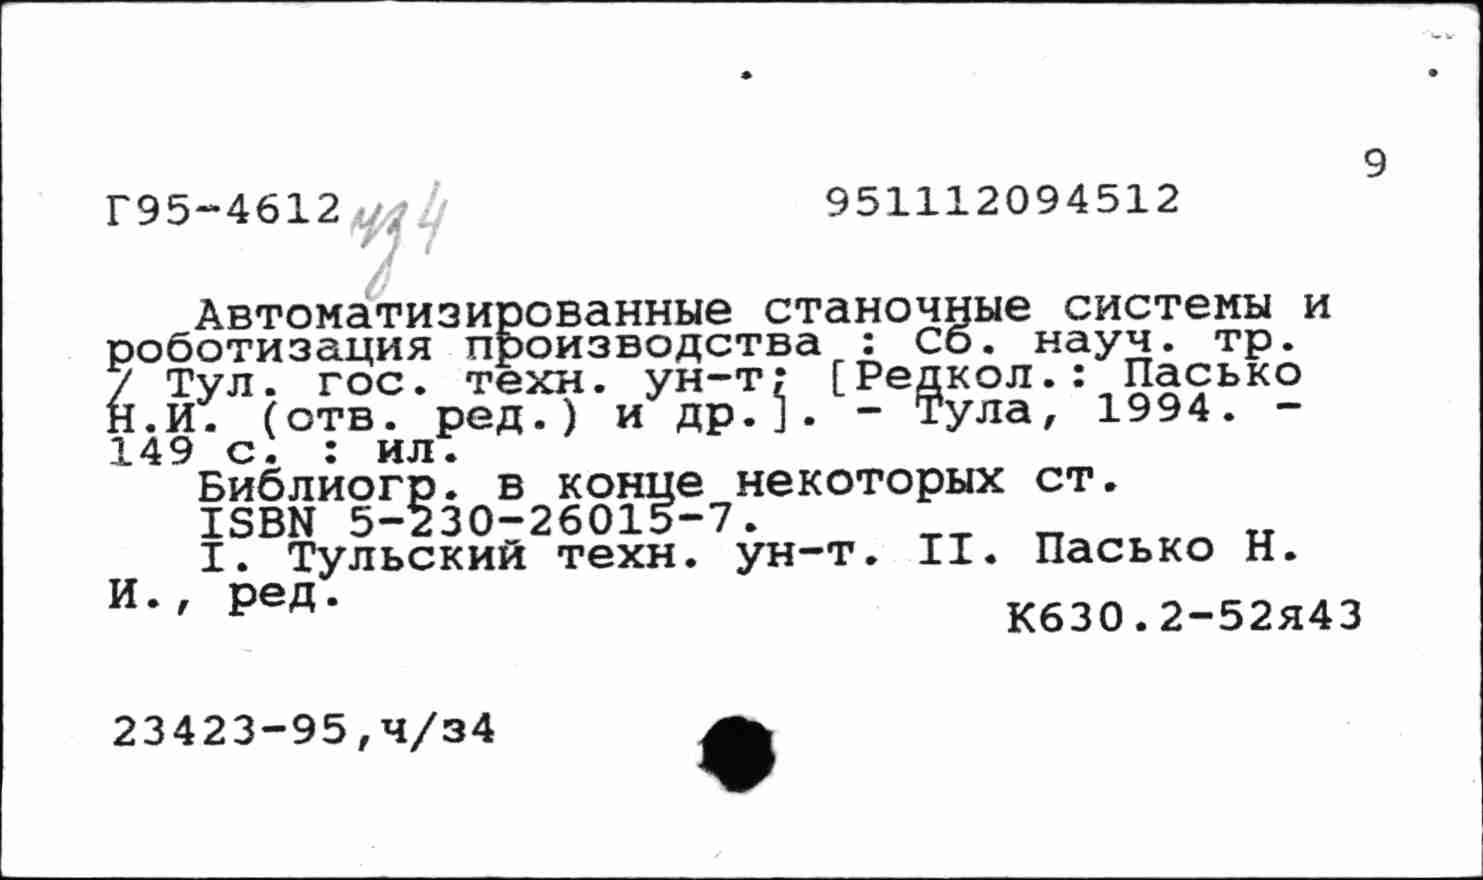 9
Г95-4612 чз4 951112094512
Автоматизированные станочные системы и
роботизация производства : Сб. науч. тр.
/ Тул. гос. техн. ун-т; [Редкол.: Пасько
Н.И. (отв. ред.) и др.]. - Тула, 1994. -
149 с. : ил.
Библиогр. в конце некоторых ст.
ISBN 5-230-26015-7.
I. Тульский техн. ун-т. II. Пасько Н.
И., ред.
К630.2-52я43
23423-95,ч/з4